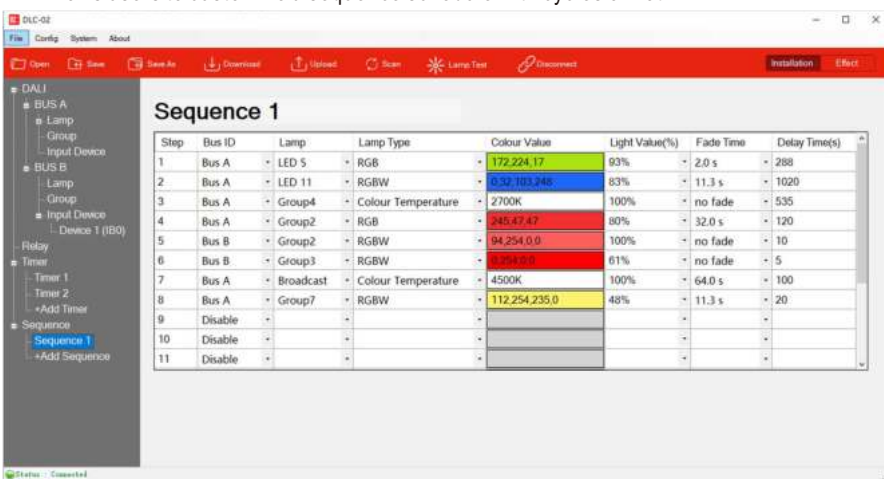 DLC-02
File Config System About
Open Save Save As Download Upload Scan Lamp Test Disconnect Installation Effect
DALI
BUS A
Lamp
Group
Input Device
BUS B
Lamp
Group
Input Device
Device 1 (IB0)
Relay
Timer
Timer 1
Timer 2
+Add Timer
Sequence
Sequence 1
+Add Sequence
Sequence 1
Step Bus ID Lamp Lamp Type Colour Value Light Value(%) Fade Time Delay Time(s)
1 Bus A LED 5 RGB 172,224,17 93% 2.0 s 288
2 Bus A LED 11 RGBW 0,32,103,248 83% 11.3 s 1020
3 Bus A Group4 Colour Temperature 2700K 100% no fade 535
4 Bus A Group2 RGB 245,47,47 80% 32.0 s 120
5 Bus B Group2 RGBW 94,254,0,0 100% no fade 10
6 Bus B Group3 RGBW 0,254,0,0 61% no fade 5
7 Bus A Broadcast Colour Temperature 4500K 100% 64.0 s 100
8 Bus A Group7 RGBW 112,254,235,0 48% 11.3 s 20
9 Disable
10 Disable
11 Disable
Status : Connected